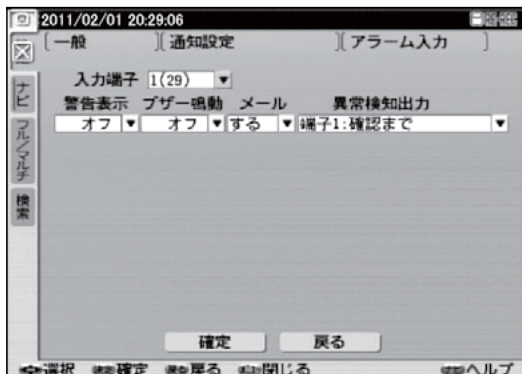 2011/02/01 20:29:06
[一般 ][通知設定 ][アラーム入力 ]
入力端子 1(29)
警告表示 ブザー鳴動 メール 異常検知出力
オフ オフ する 端子1:確認まで
ナビ
フル/マルチ
検索
確定 戻る
選択 確定 戻る 閉じる ヘルプ